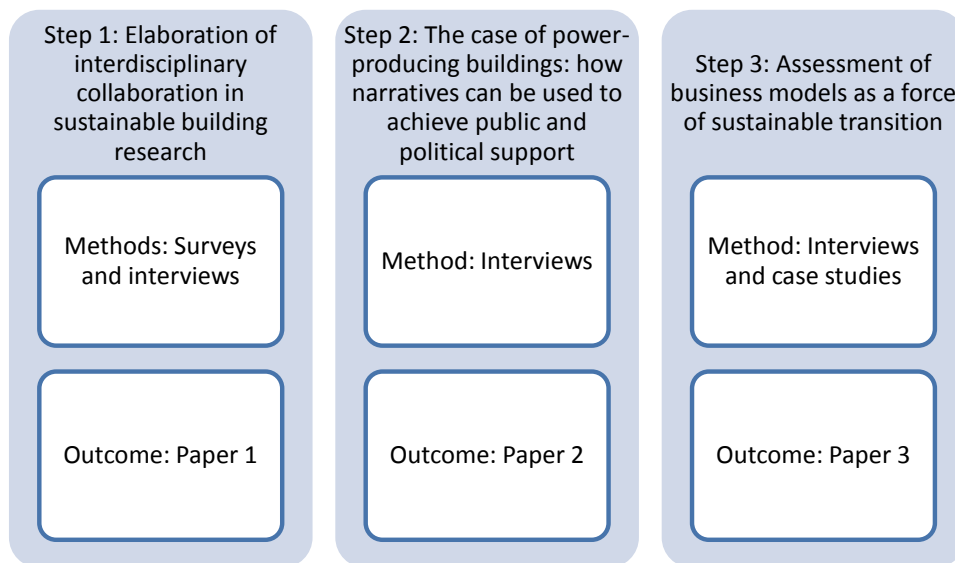 Step 1: Elaboration of
interdisciplinary
collaboration in
sustainable building
research
Methods: Surveys
and interviews
Outcome: Paper 1
Step 2: The case of power-
producing buildings: how
narratives can be used to
achieve public and
political support
Method: Interviews
Outcome: Paper 2
Step 3: Assessment of
business models as a force
of sustainable transition
Method: Interviews
and case studies
Outcome: Paper 3